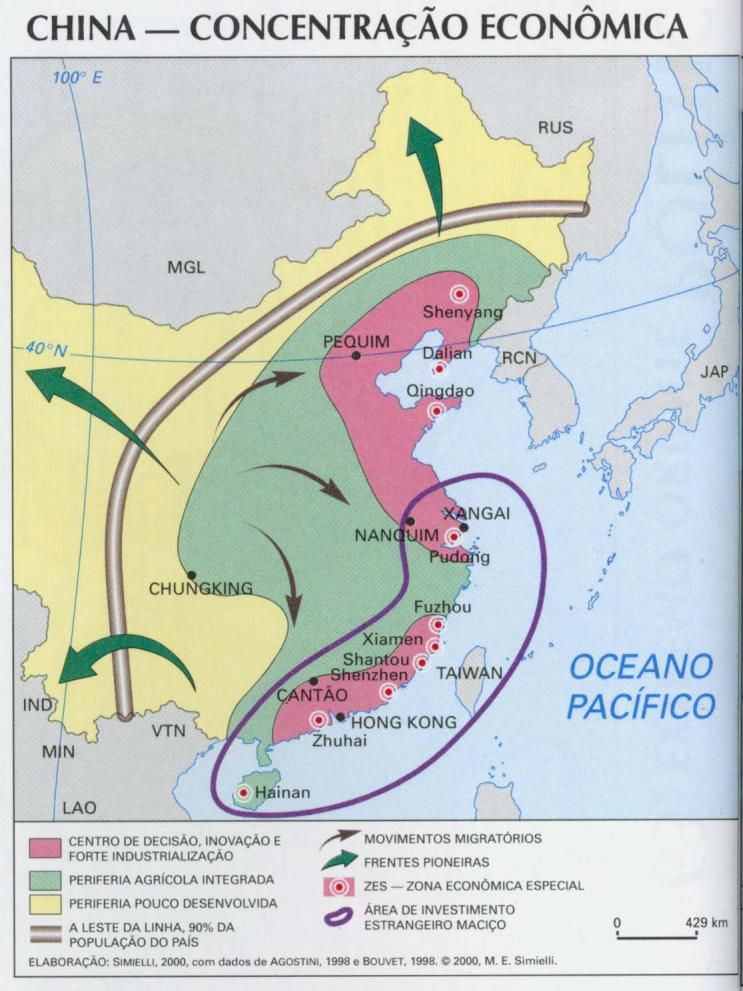 CHINA — CONCENTRAÇÃO ECONÔMICA
100° E
RUS
MGL
Shenyang
PEQUIM
40°N
Dalian
RCN
JAP
Qingdao
XANGAI
NANQUIM
Pudong
CHUNGKING
Fuzhou
Xiamen
Shantou
Shenzhen
TAIWAN
OCEANO
PACÍFICO
CANTÃO
IND
HONG KONG
VTN
Zhuhai
MIN
Hainan
LAO
CENTRO DE DECISÃO, INOVAÇÃO E
FORTE INDUSTRIALIZAÇÃO
PERIFERIA AGRÍCOLA INTEGRADA
PERIFERIA POUCO DESENVOLVIDA
A LESTE DA LINHA, 90% DA
POPULAÇÃO DO PAÍS
MOVIMENTOS MIGRATÓRIOS
FRENTES PIONEIRAS
ZES — ZONA ECONÔMICA ESPECIAL
ÁREA DE INVESTIMENTO
ESTRANGEIRO MACIÇO
0 429 km
ELABORAÇÃO: SIMIELLI, 2000, com dados de AGOSTINI, 1998 e BOUVET, 1998. © 2000, M. E. Simielli.